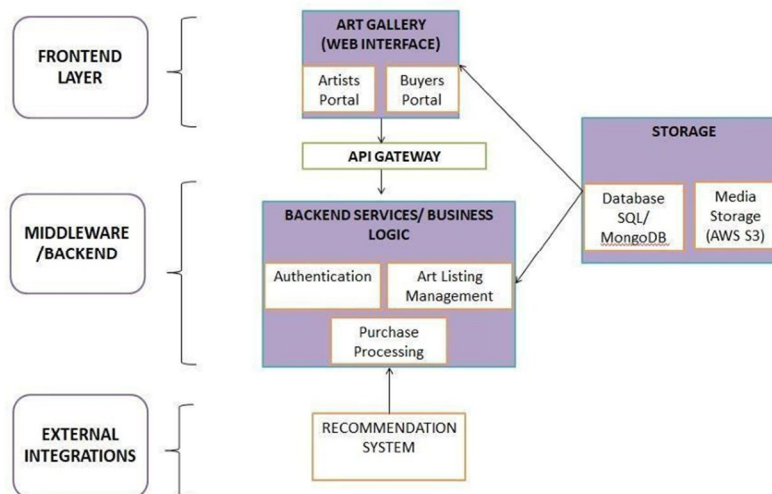 FRONTEND
LAYER
ART GALLERY
(WEB INTERFACE)
Artists
Portal
Buyers
Portal
API GATEWAY
STORAGE
Database
SQL/
MongoDB
Media
Storage
(AWS S3)
MIDDLEWARE
/BACKEND
BACKEND SERVICES/ BUSINESS
LOGIC
Authentication
Art Listing
Management
Purchase
Processing
EXTERNAL
INTEGRATIONS
RECOMMENDATION
SYSTEM